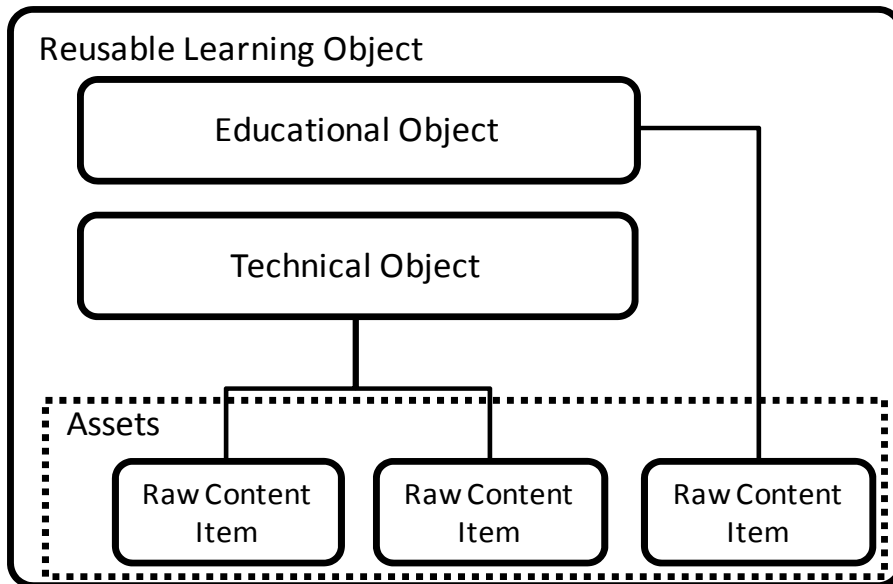 Reusable Learning Object
Educational Object
Technical Object
Assets
Raw Content
Item
Raw Content
Item
Raw Content
Item